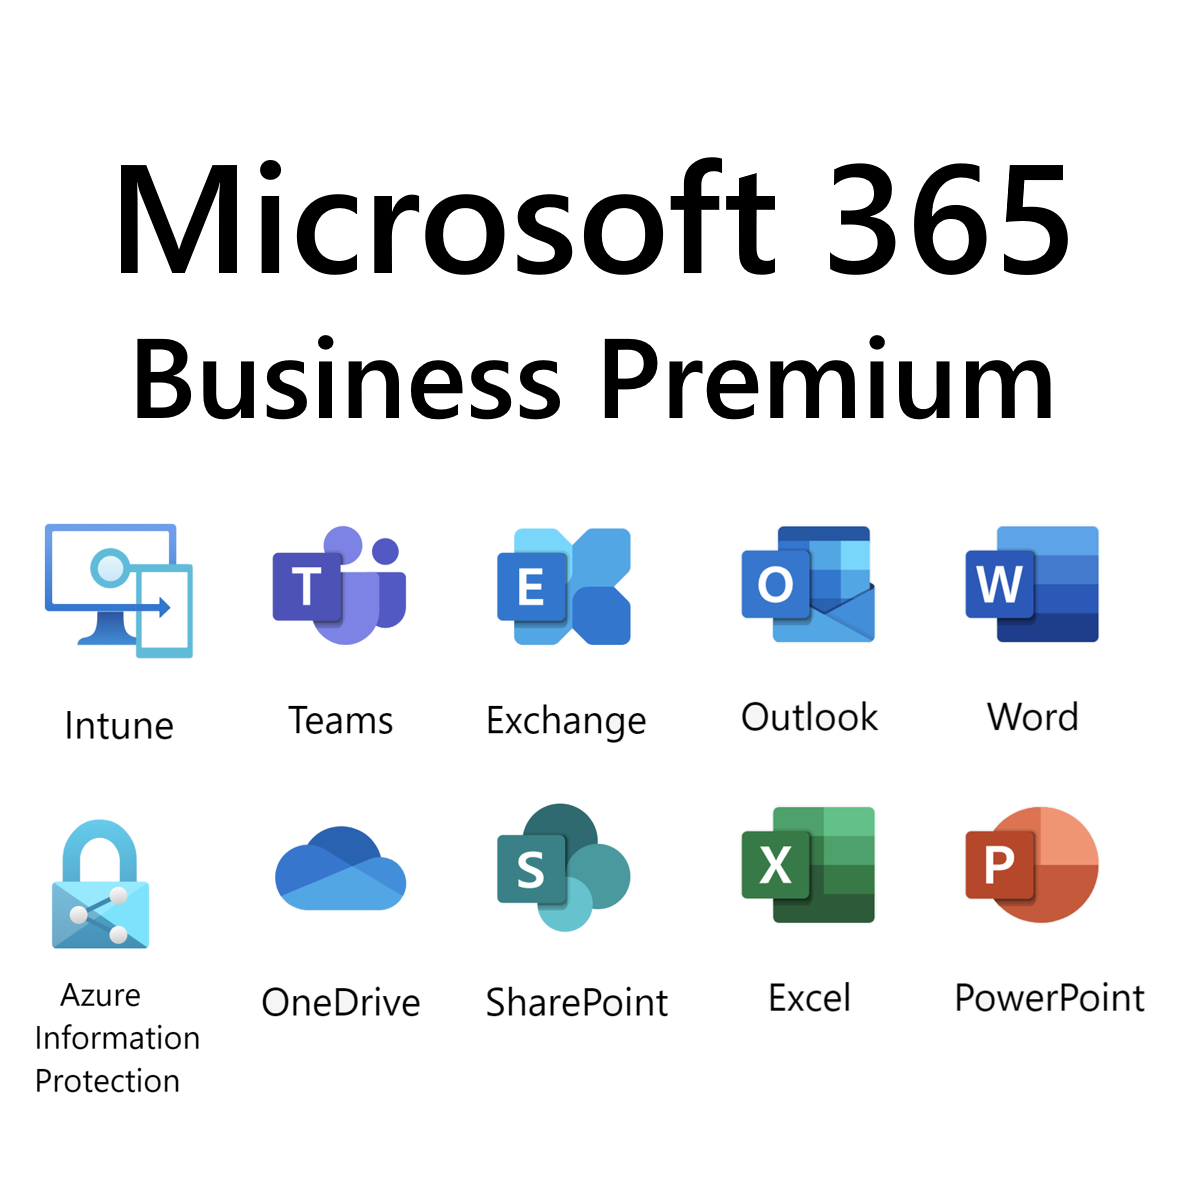 Microsoft 365
Business Premium
T
E
O
W
Intune
Teams
Exchange
Outlook
Word
S
X
P
Azure
Information
Protection
OneDrive
SharePoint
Excel
PowerPoint